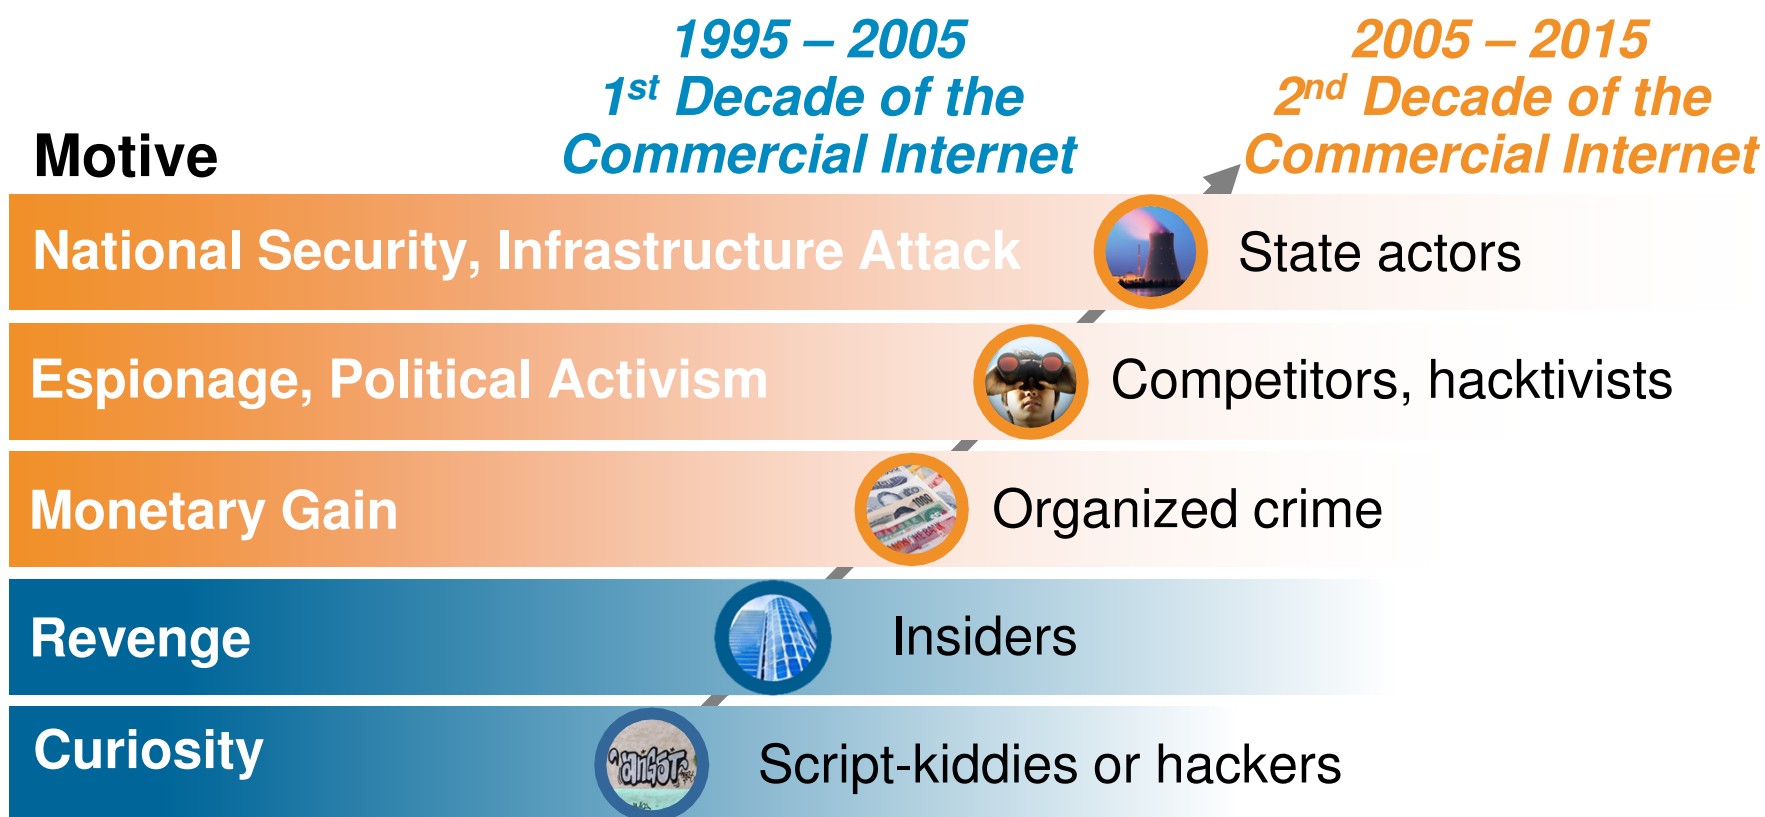 1995 – 2005
1st Decade of the
Commercial Internet
2005 – 2015
2nd Decade of the
Commercial Internet
Motive
National Security, Infrastructure Attack
State actors
Espionage, Political Activism
Competitors, hacktivists
Monetary Gain
1000
Organized crime
Revenge
Insiders
Curiosity
angst
Script-kiddies or hackers